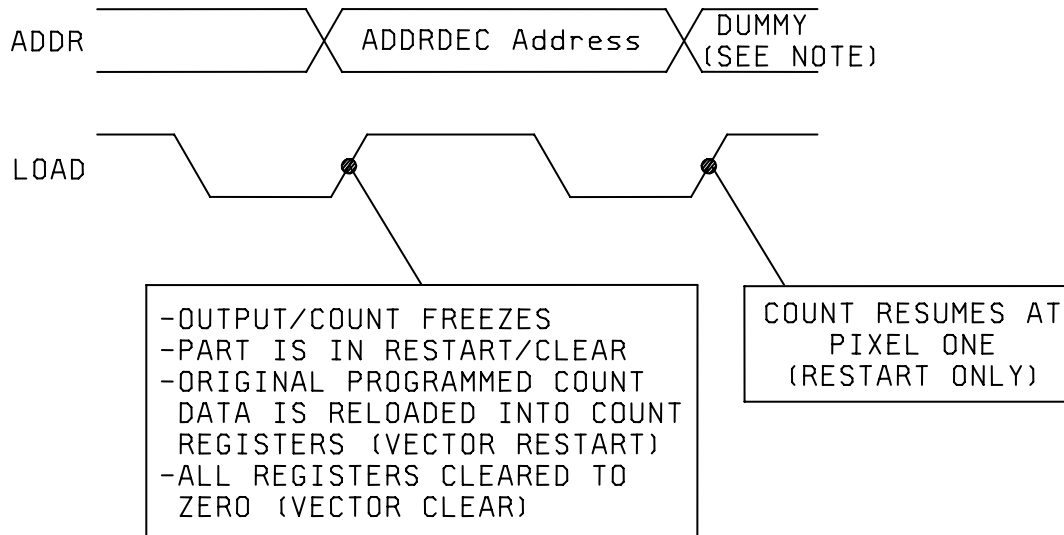 ADDR
ADDRDEC Address
DUMMY
(SEE NOTE)
LOAD
-OUTPUT/COUNT FREEZES
-PART IS IN RESTART/CLEAR
-ORIGINAL PROGRAMMED COUNT
DATA IS RELOADED INTO COUNT
REGISTERS (VECTOR RESTART)
-ALL REGISTERS CLEARED TO
ZERO (VECTOR CLEAR)
COUNT RESUMES AT
PIXEL ONE
(RESTART ONLY)